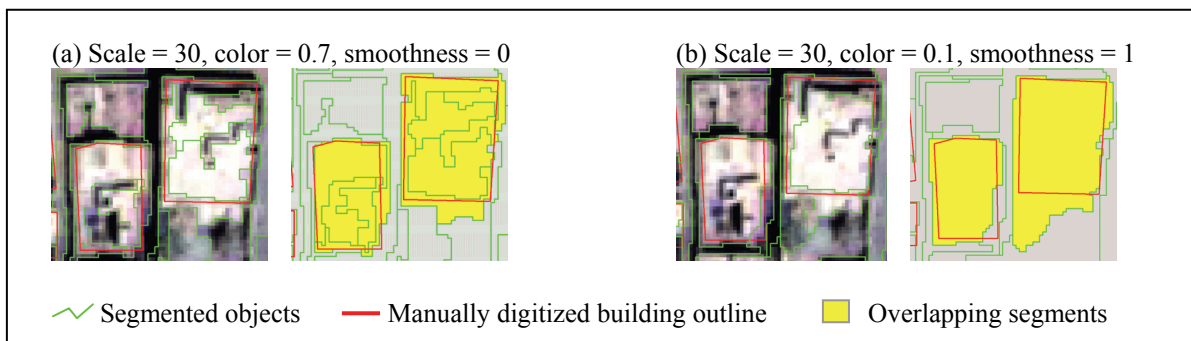 (a) Scale = 30, color = 0.7, smoothness = 0
(b) Scale = 30, color = 0.1, smoothness = 1
Segmented objects
Manually digitized building outline
Overlapping segments